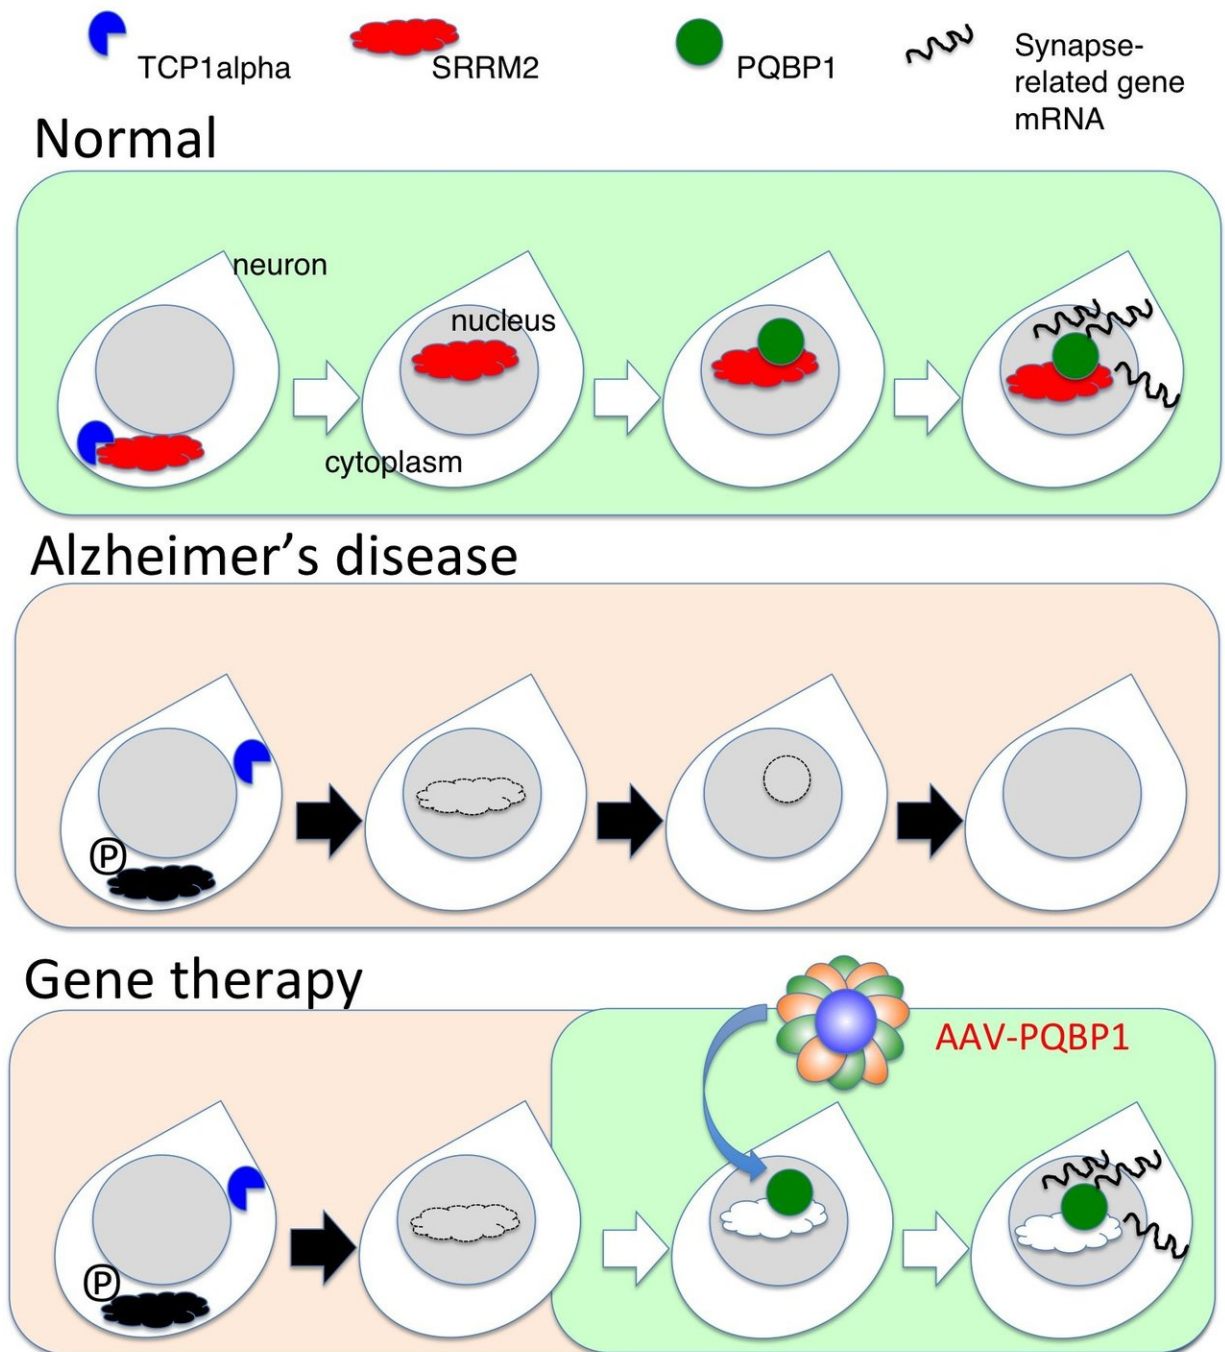 TCP1alpha
SRRM2
PQBP1
Synapse-
related gene
mRNA
Normal
neuron
nucleus
cytoplasm
Alzheimer’s disease
P
Gene therapy
AAV-PQBP1
P